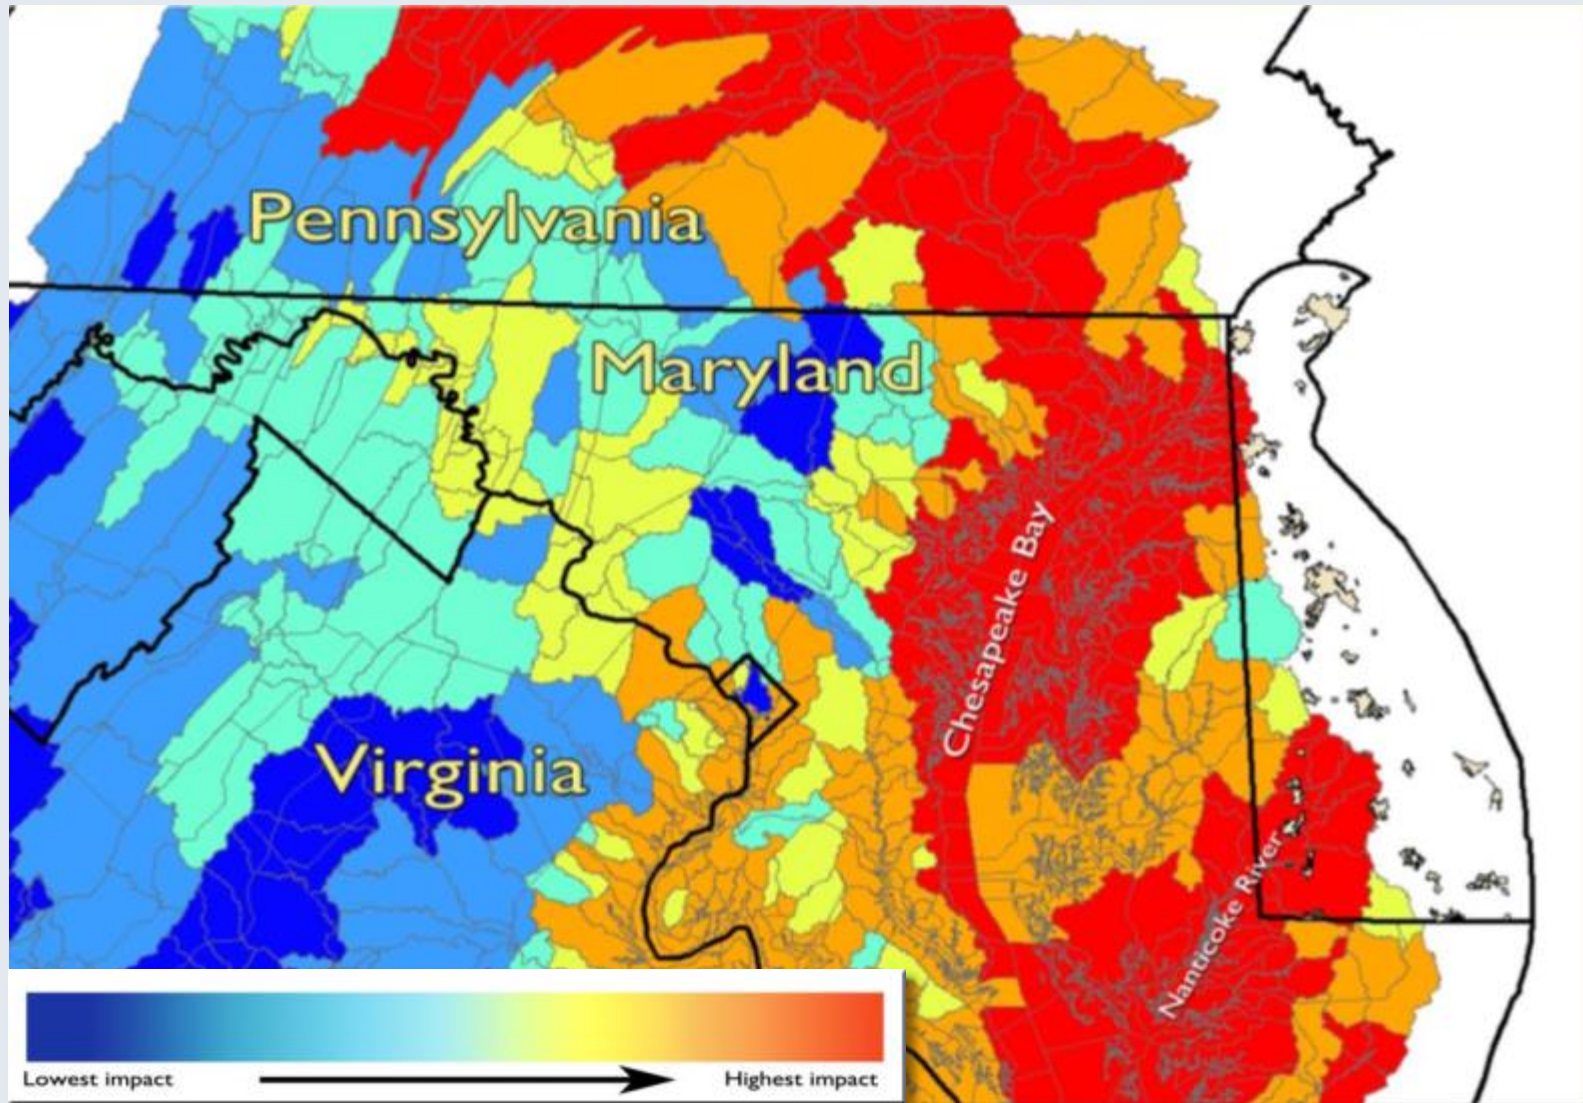 Pennsylvania
Maryland
Chesapeake Bay
Virginia
Nanticoke River
Lowest impact
Highest impact